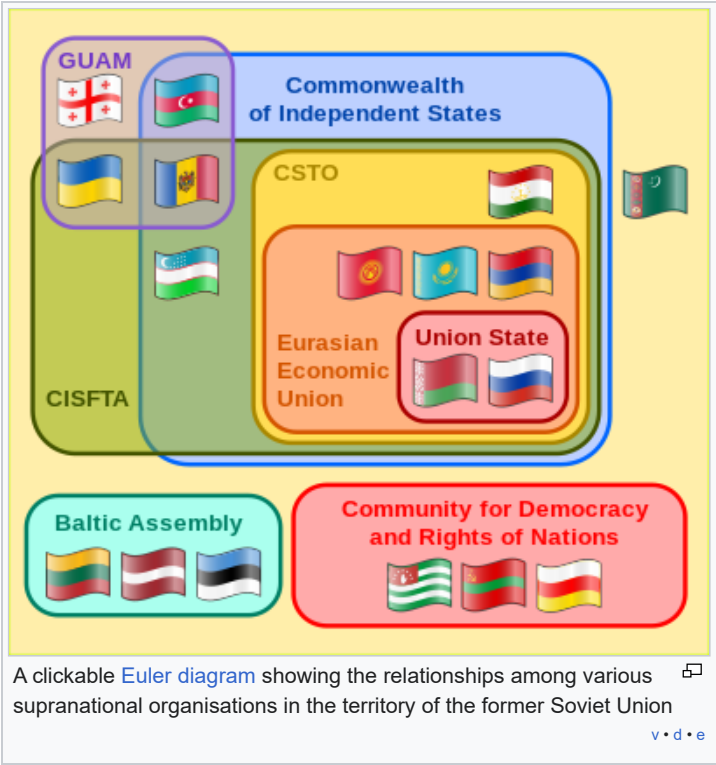 GUAM
Commonwealth
of Independent States
CSTO
Eurasian
Economic
Union
Union State
CISFTA
Baltic Assembly
Community for Democracy
and Rights of Nations
A clickable Euler diagram showing the relationships among various
supranational organisations in the territory of the former Soviet Union
v • d • e